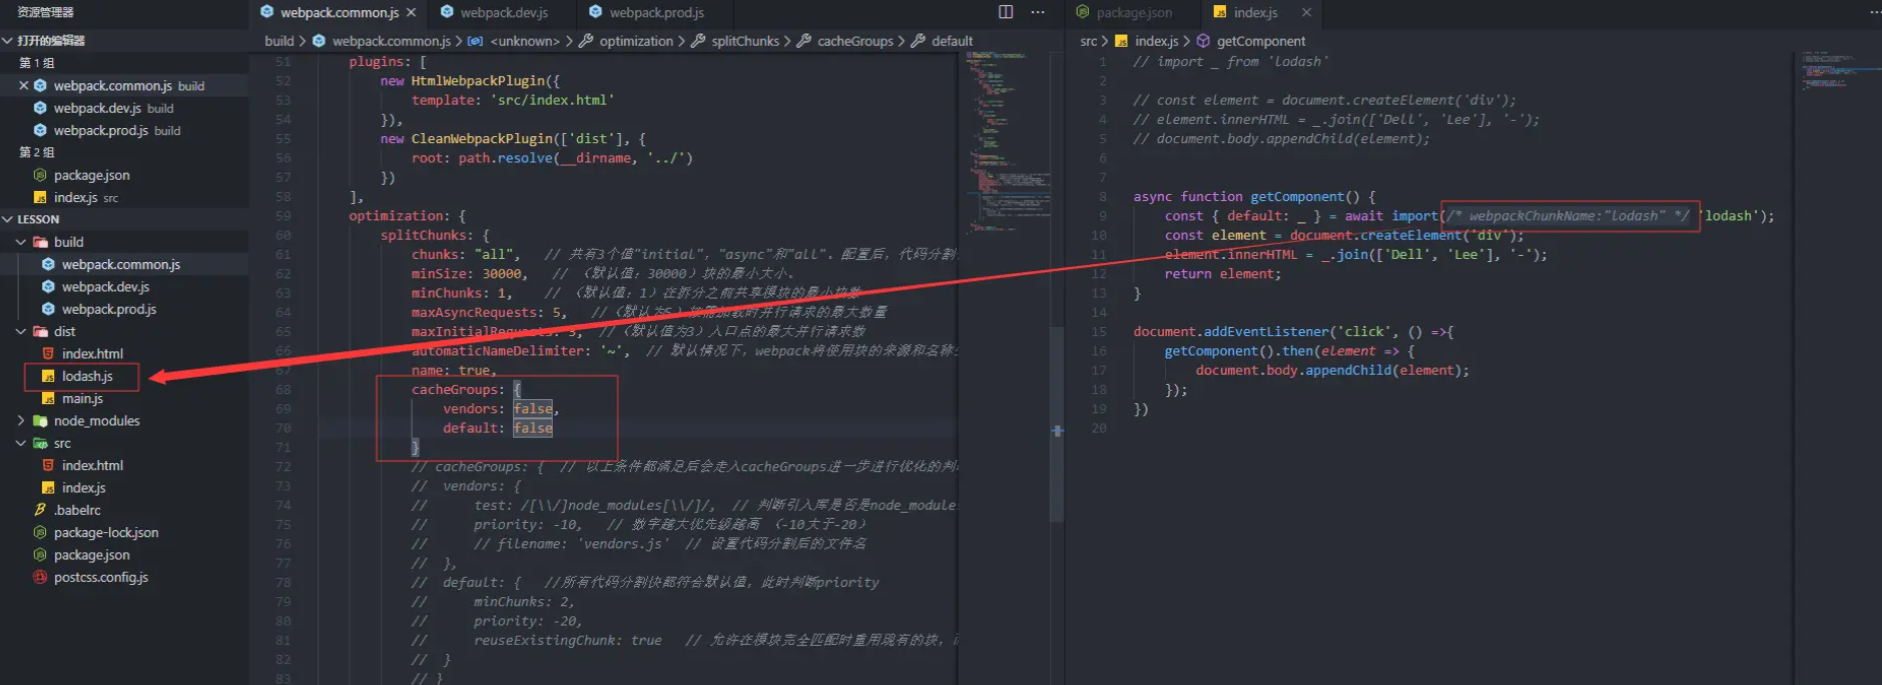 资源管理器
打开的编辑器
第 1 组
webpack.common.js build
webpack.dev.js build
webpack.prod.js build
第 2 组
package.json
index.js src
LESSON
build
webpack.common.js
webpack.dev.js
webpack.prod.js
dist
index.html
lodash.js
main.js
node_modules
src
index.html
index.js
.babelrc
package-lock.json
package.json
postcss.config.js
webpack.common.js
webpack.dev.js
webpack.prod.js
build > webpack.common.js > <unknown> > optimization > splitChunks > cacheGroups > default
51 plugins: [
52 new HtmlWebpackPlugin({
53 template: 'src/index.html'
54 }),
55 new CleanWebpackPlugin(['dist'], {
56 root: path.resolve(__dirname, '../')
57 })
58 ],
59 optimization: {
60 splitChunks: {
61 chunks: "all", // 共有3个值"initial"，"async"和"all"。配置后，代码分割
62 minSize: 30000, // （默认值：30000）块的最小大小。
63 minChunks: 1, // （默认值：1）在拆分之前共享模块的最小块数
64 maxAsyncRequests: 5, //（默认为5）按需加载时并行请求的最大数量
65 maxInitialRequests: 3, //（默认值为3）入口点的最大并行请求数
66 automaticNameDelimiter: '~', // 默认情况下，webpack将使用块的来源和名称
67 name: true,
68 cacheGroups: {
69 vendors: false,
70 default: false
71 }
72 // cacheGroups: { // 以上条件都满足后会走入cacheGroups进一步进行优化的判
73 // vendors: {
74 // test: /[\\/]node_modules[\\/]/, // 判断引入库是否是node_module
75 // priority: -10, // 数字越大优先级越高 （-10大于-20）
76 // // filename: 'vendors.js' // 设置代码分割后的文件名
77 // },
78 // default: { //所有代码分割快都符合默认值，此时判断priority
79 // minChunks: 2,
80 // priority: -20,
81 // reuseExistingChunk: true // 允许在模块完全匹配时重用现有的块，
82 // }
83 // }
package.json
index.js
src > index.js > getComponent
1 // import _ from 'lodash'
2
3 // const element = document.createElement('div');
4 // element.innerHTML = _.join(['Dell', 'Lee'], '-');
5 // document.body.appendChild(element);
6
7
8 async function getComponent() {
9 const { default: _ } = await import(/* webpackChunkName:"lodash" */ 'lodash');
10 const element = document.createElement('div');
11 element.innerHTML = _.join(['Dell', 'Lee'], '-');
12 return element;
13 }
14
15 document.addEventListener('click', () =>{
16 getComponent().then(element => {
17 document.body.appendChild(element);
18 });
19 })
20